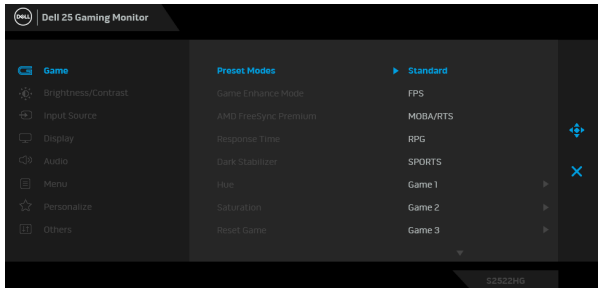 DELL Dell 25 Gaming Monitor
Game Preset Modes Standard
Brightness/Contrast Game Enhance Mode FPS
Input Source AMD FreeSync Premium MOBA/RTS
Display Response Time RPG
Audio Dark Stabilizer SPORTS
Menu Hue Game 1
Personalize Saturation Game 2
Others Reset Game Game 3
S2522HG